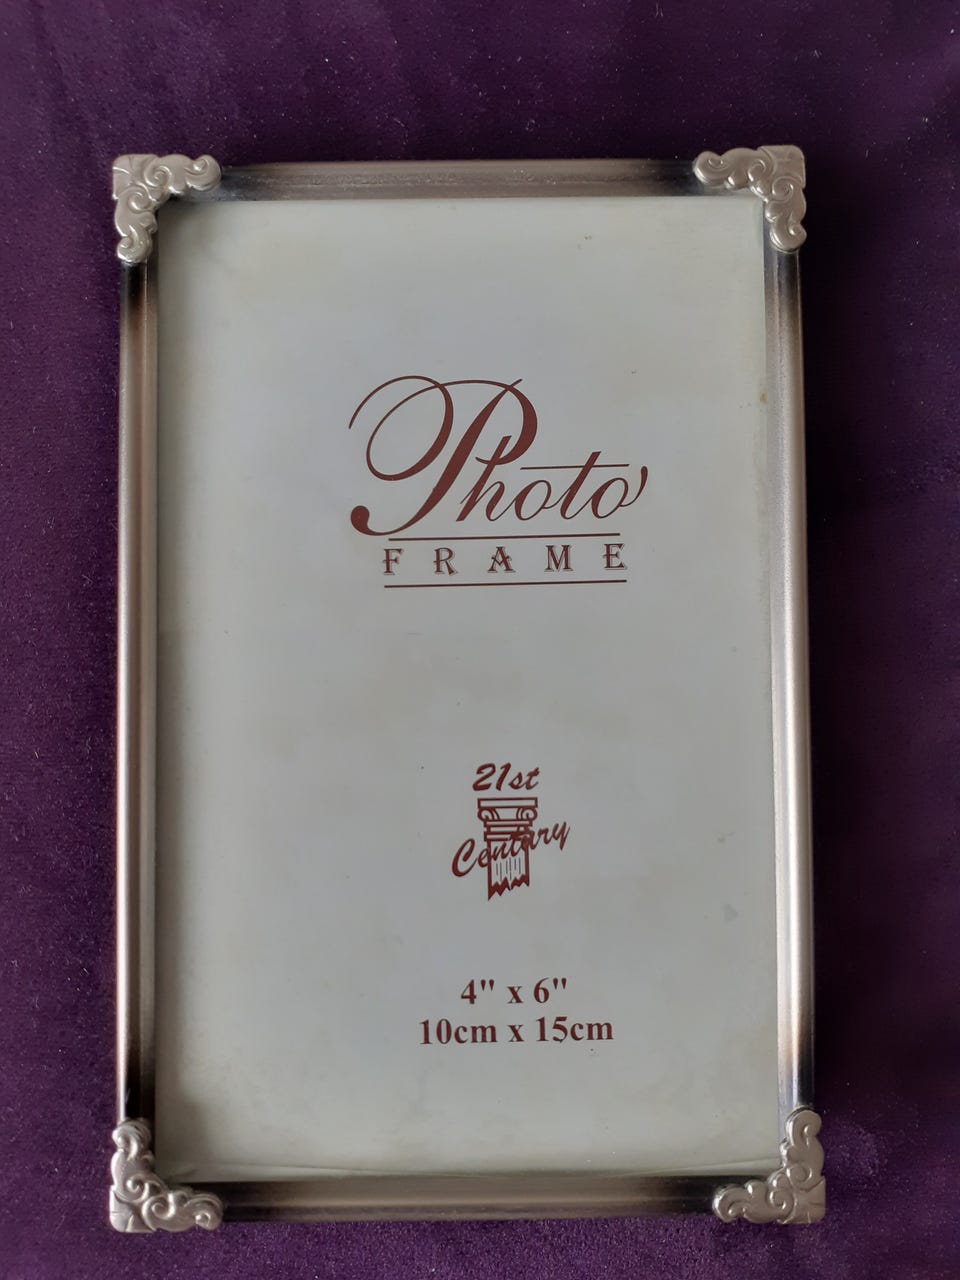 Photo
FRAME
21st
Century
4" x 6"
10cm x 15cm